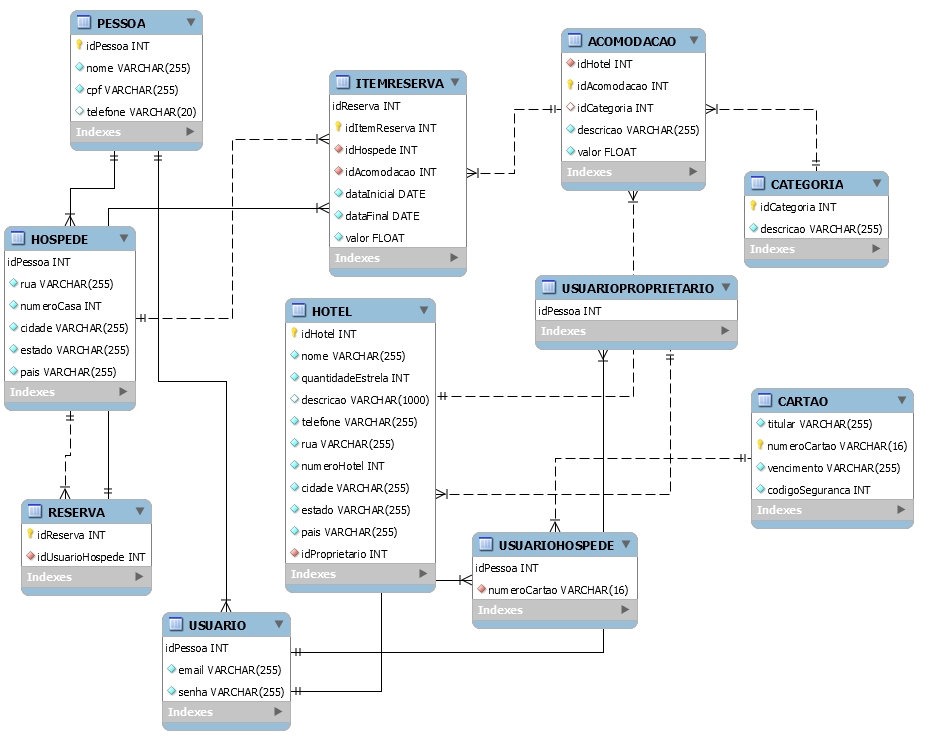 PESSOA
idPessoa INT
nome VARCHAR(255)
cpf VARCHAR(255)
telefone VARCHAR(20)
Indexes
ITEMRESERVA
idReserva INT
idItemReserva INT
idHospede INT
idAcomodacao INT
dataInicial DATE
dataFinal DATE
valor FLOAT
Indexes
ACOMODACAO
idHotel INT
idAcomodacao INT
idCategoria INT
descricao VARCHAR(255)
valor FLOAT
Indexes
CATEGORIA
idCategoria INT
descricao VARCHAR(255)
Indexes
HOSPEDE
idPessoa INT
rua VARCHAR(255)
numeroCasa INT
cidade VARCHAR(255)
estado VARCHAR(255)
pais VARCHAR(255)
Indexes
HOTEL
idHotel INT
nome VARCHAR(255)
quantidadeEstrela INT
descricao VARCHAR(1000)
telefone VARCHAR(255)
rua VARCHAR(255)
numeroHotel INT
cidade VARCHAR(255)
estado VARCHAR(255)
pais VARCHAR(255)
idProprietario INT
Indexes
USUARIOPROPRIETARIO
idPessoa INT
Indexes
CARTAO
titular VARCHAR(255)
numeroCartao VARCHAR(16)
vencimento VARCHAR(255)
codigoSeguranca INT
Indexes
RESERVA
idReserva INT
idUsuarioHospede INT
Indexes
USUARIOHOSPEDE
idPessoa INT
numeroCartao VARCHAR(16)
Indexes
USUARIO
idPessoa INT
email VARCHAR(255)
senha VARCHAR(255)
Indexes